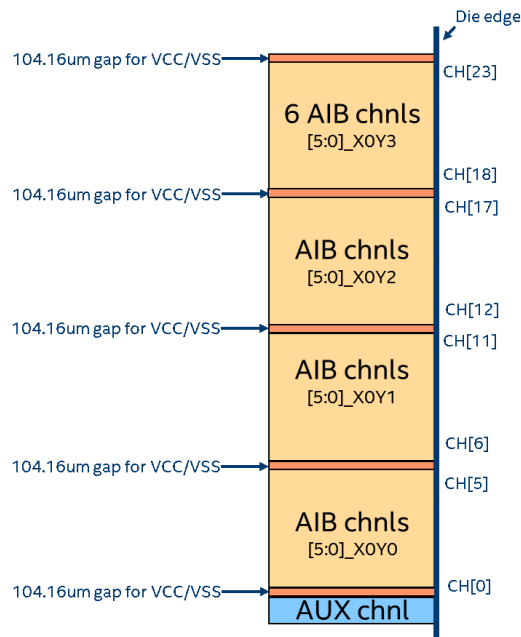 Die edge
104.16um gap for VCC/VSS
CH[23]
6 AIB chnls
[5:0]_X0Y3
CH[18]
104.16um gap for VCC/VSS
CH[17]
AIB chnls
[5:0]_X0Y2
CH[12]
104.16um gap for VCC/VSS
CH[11]
AIB chnls
[5:0]_X0Y1
CH[6]
104.16um gap for VCC/VSS
CH[5]
AIB chnls
[5:0]_X0Y0
CH[0]
104.16um gap for VCC/VSS
AUX chnl